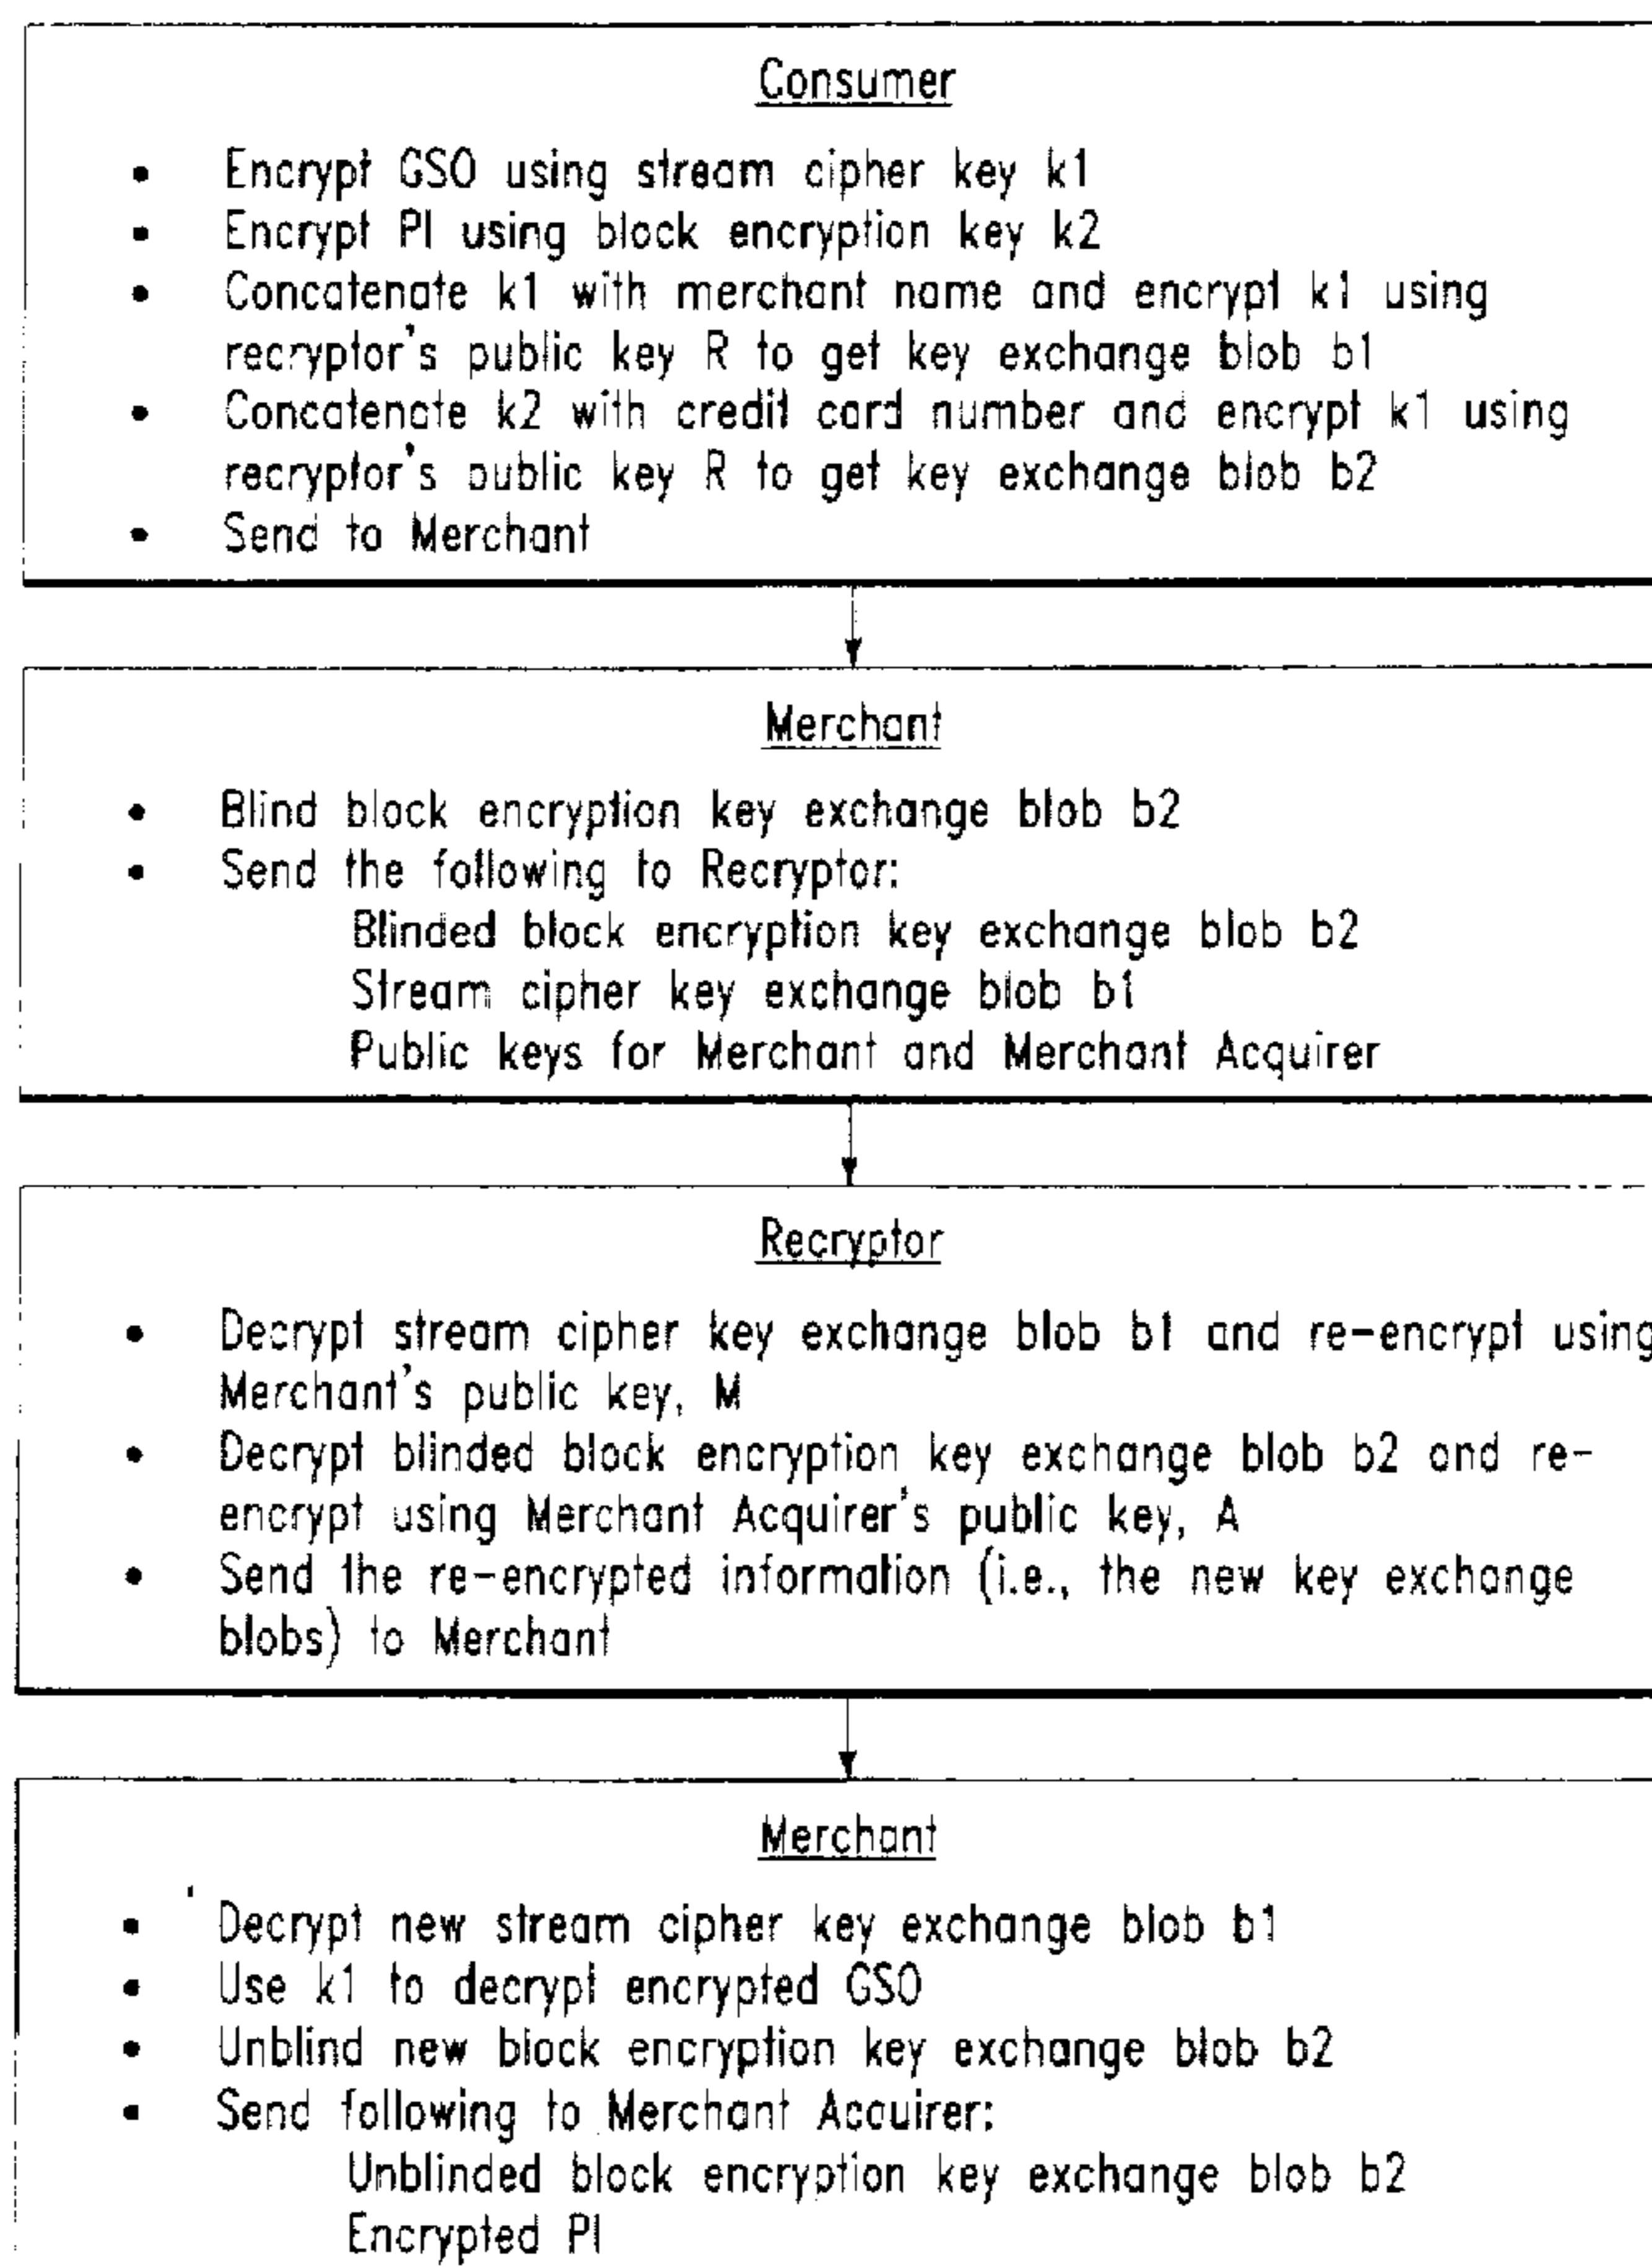 Consumer
• Encrypt GSO using stream cipher key k1
• Encrypt PI using block encryption key k2
• Concatenate k1 with merchant name and encrypt k1 using
recryptor's public key R to get key exchange blob b1
• Concatenate k2 with credit card number and encrypt k1 using
recryptor's public key R to get key exchange blob b2
• Send to Merchant
Merchant
• Blind block encryption key exchange blob b2
• Send the following to Recryptor:
Blinded block encryption key exchange blob b2
Stream cipher key exchange blob b1
Public keys for Merchant and Merchant Acquirer
Recryptor
• Decrypt stream cipher key exchange blob b1 and re-encrypt using
Merchant's public key, M
• Decrypt blinded block encryption key exchange blob b2 and re-
encrypt using Merchant Acquirer's public key, A
• Send the re-encrypted information (i.e., the new key exchange
blobs) to Merchant
Merchant
• Decrypt new stream cipher key exchange blob b1
• Use k1 to decrypt encrypted GSO
• Unblind new block encryption key exchange blob b2
• Send following to Merchant Acquirer:
Unblinded block encryption key exchange blob b2
Encrypted PI